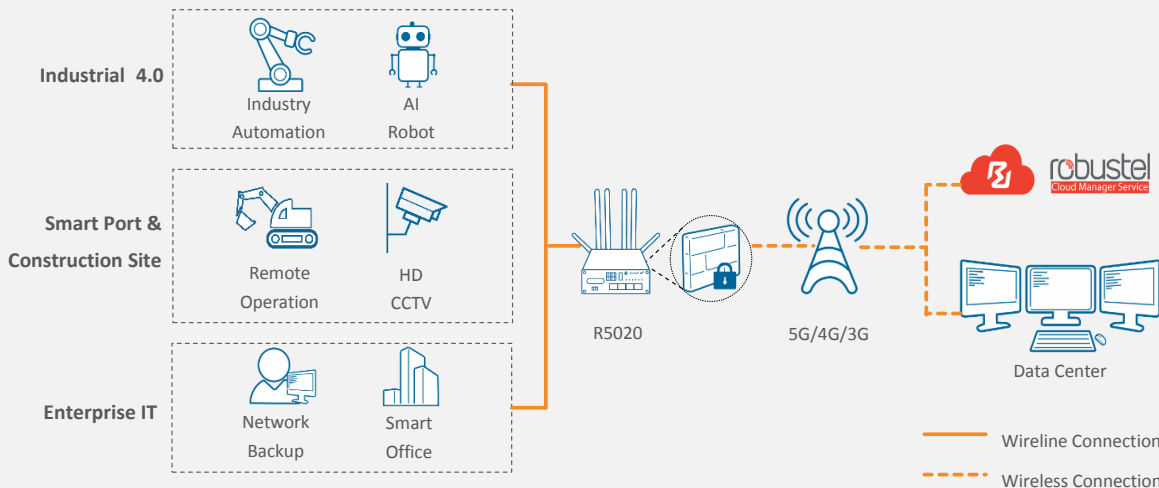 Industrial 4.0
Industry
Automation
AI
Robot
Smart Port &
Construction Site
Remote
Operation
HD
CCTV
Enterprise IT
Network
Backup
Smart
Office
R5020
5G/4G/3G
robustel
Cloud Manager Service
Data Center
Wireline Connection
Wireless Connection